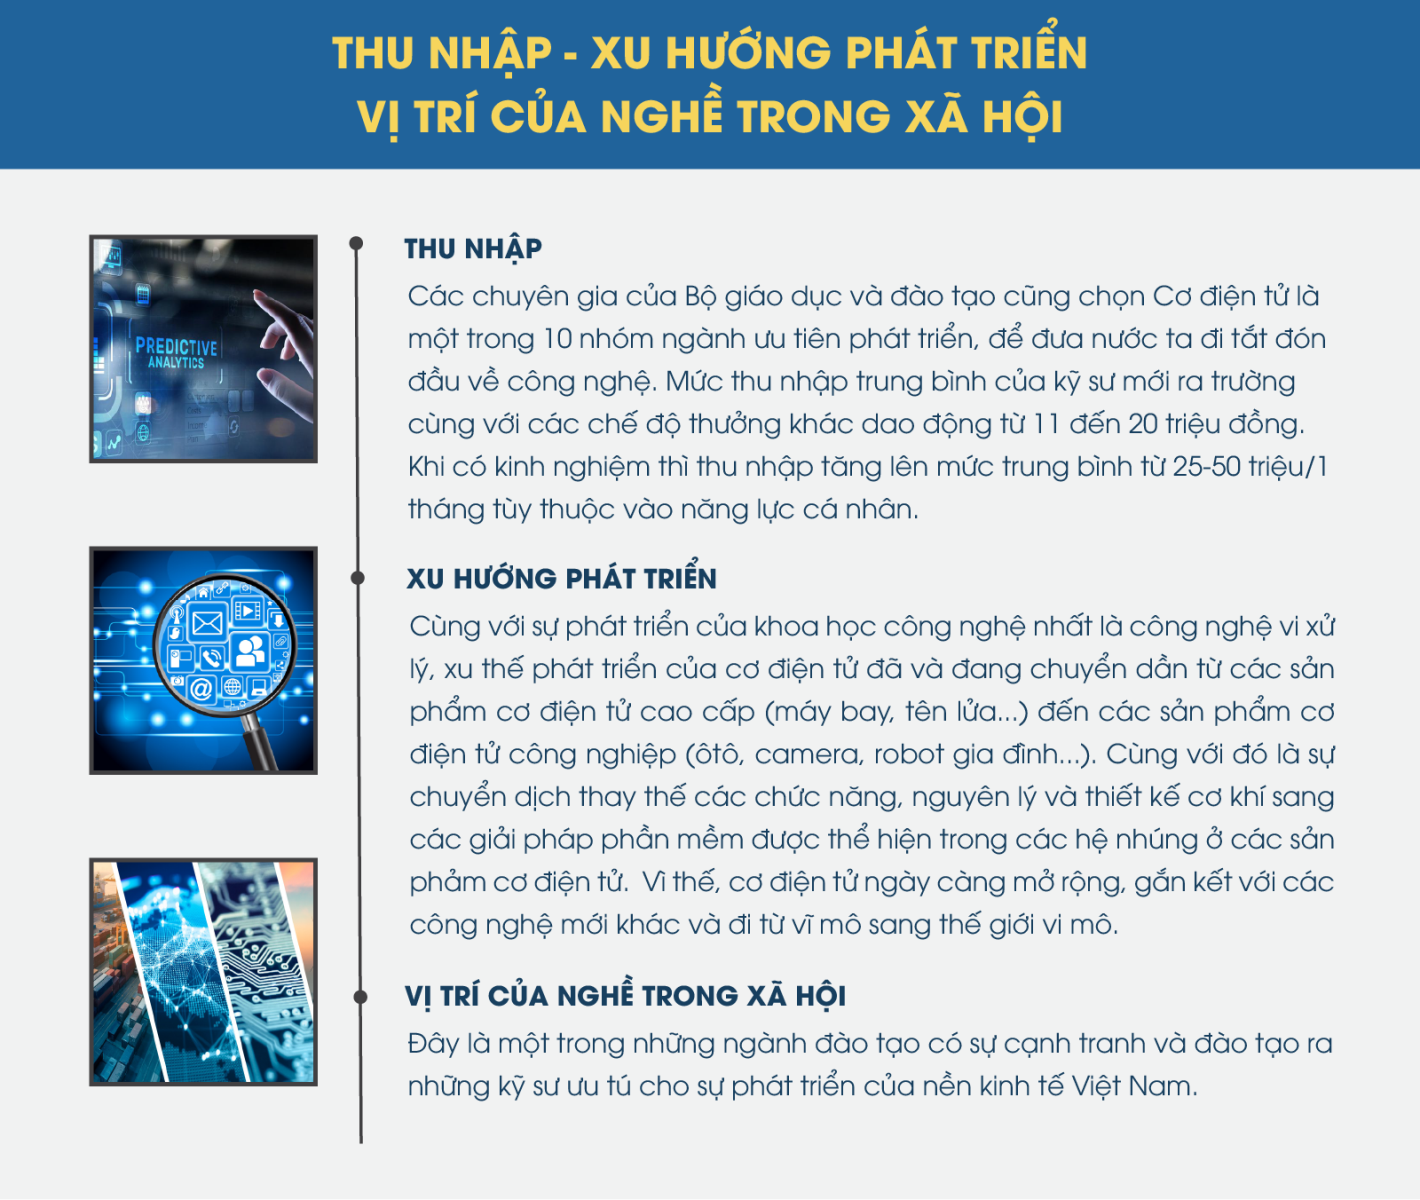 THU NHẬP - XU HƯỚNG PHÁT TRIỂN
VỊ TRÍ CỦA NGHỀ TRONG XÃ HỘI
PREDICTIVE
ANALYTICS
THU NHẬP
Các chuyên gia của Bộ giáo dục và đào tạo cũng chọn Cơ điện tử là
một trong 10 nhóm ngành ưu tiên phát triển, để đưa nước ta đi tắt đón
đầu về công nghệ. Mức thu nhập trung bình của kỹ sư mới ra trường
cùng với các chế độ thưởng khác dao động từ 11 đến 20 triệu đồng.
Khi có kinh nghiệm thì thu nhập tăng lên mức trung bình từ 25-50 triệu/1
tháng tùy thuộc vào năng lực cá nhân.
XU HƯỚNG PHÁT TRIỂN
Cùng với sự phát triển của khoa học công nghệ nhất là công nghệ vi xử
lý, xu thế phát triển của cơ điện tử đã và đang chuyển dần từ các sản
phẩm cơ điện tử cao cấp (máy bay, tên lửa...) đến các sản phẩm cơ
điện tử công nghiệp (ôtô, camera, robot gia đình...). Cùng với đó là sự
chuyển dịch thay thế các chức năng, nguyên lý và thiết kế cơ khí sang
các giải pháp phần mềm được thể hiện trong các hệ nhúng ở các sản
phảm cơ điện tử. Vì thế, cơ điện tử ngày càng mở rộng, gắn kết với các
công nghệ mới khác và đi từ vĩ mô sang thế giới vi mô.
VỊ TRÍ CỦA NGHỀ TRONG XÃ HỘI
Đây là một trong những ngành đào tạo có sự cạnh tranh và đào tạo ra
những kỹ sư ưu tú cho sự phát triển của nền kinh tế Việt Nam.